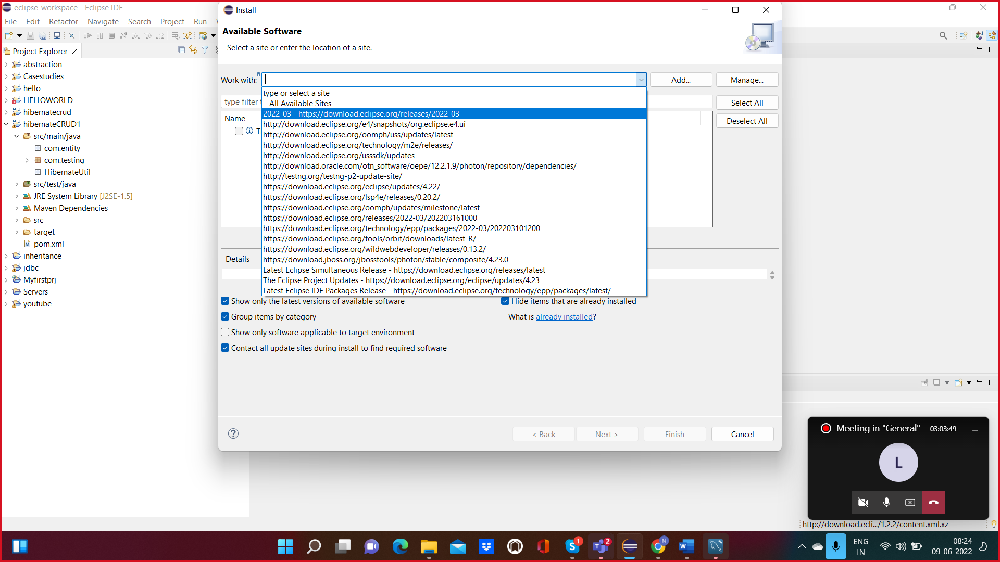 eclipse-workspace - Eclipse IDE
File Edit Refactor Navigate Search Project Run
Project Explorer
abstraction
Casestudies
hello
HELLOWORLD
hibernatecrud
hibernateCRUD1
src/main/java
com.entity
com.testing
HibernateUtil
src/test/java
JRE System Library [J2SE-1.5]
Maven Dependencies
src
target
pom.xml
inheritance
jdbc
Myfirstprj
Servers
youtube
Install
Available Software
Select a site or enter the location of a site.
Work with:
Add...
Manage...
type filter t
Select All
Deselect All
Name
type or select a site
--All Available Sites--
2022-03 - https://download.eclipse.org/releases/2022-03
http://download.eclipse.org/e4/snapshots/org.eclipse.e4.ui
http://download.eclipse.org/oomph/uss/updates/latest
http://download.eclipse.org/technology/m2e/releases/
http://download.eclipse.org/usssdk/updates
http://download.oracle.com/otn_software/oepe/12.2.1.9/photon/repository/dependencies/
http://testng.org/testng-p2-update-site/
https://download.eclipse.org/eclipse/updates/4.22/
https://download.eclipse.org/lsp4e/releases/0.20.2/
https://download.eclipse.org/oomph/updates/milestone/latest
https://download.eclipse.org/releases/2022-03/202203161000
https://download.eclipse.org/technology/epp/packages/2022-03/202203101200
https://download.eclipse.org/tools/orbit/downloads/latest-R/
https://download.eclipse.org/wildwebdeveloper/releases/0.13.2/
https://download.jboss.org/jbosstools/photon/stable/composite/4.23.0
Latest Eclipse Simultaneous Release - https://download.eclipse.org/releases/latest
The Eclipse Project Updates - https://download.eclipse.org/eclipse/updates/4.23
Latest Eclipse IDE Packages Release - https://download.eclipse.org/technology/epp/packages/latest/
Details
Show only the latest versions of available software
Hide items that are already installed
Group items by category
What is already installed?
Show only software applicable to target environment
Contact all update sites during install to find required software
< Back
Next >
Finish
Cancel
Meeting in "General" 03:03:49
L
http://download.ecli.../1.2.2/content.xml.xz
1
2
N
ENG
IN
08:24
09-06-2022